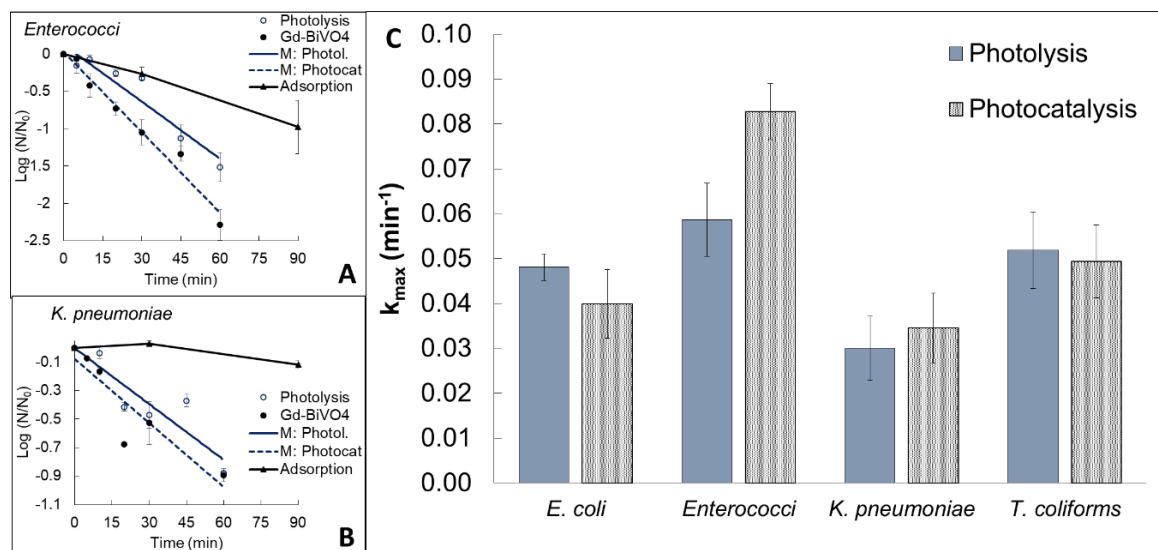 Enterococci
Photolysis
Gd-BiVO4
M: Photol.
M: Photocat
Adsorption
0
-0.5
-1
-1.5
-2
-2.5
Log (N/N0)
0 15 30 45 60 75 90
Time (min)
A
K. pneumoniae
-0.1
-0.3
-0.5
-0.7
-0.9
-1.1
Log (N/N0)
Photolysis
Gd-BiVO4
M: Photol.
M: Photocat
Adsorption
0 15 30 45 60 75 90
Time (min)
B
C
0.10
0.09
0.08
0.07
0.06
0.05
0.04
0.03
0.02
0.01
0.00
kmax (min-1)
Photolysis
Photocatalysis
E. coli Enterococci K. pneumoniae T. coliforms